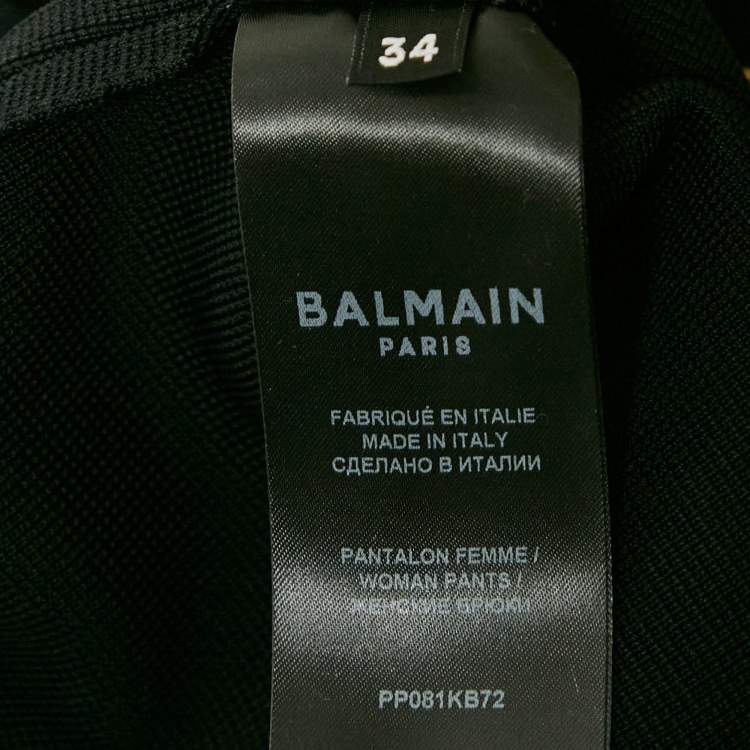 34
BALMAIN
PARIS
FABRIQUÉ EN ITALIE
MADE IN ITALY
СДЕЛАНО В ИТАЛИИ
PANTALON FEMME /
WOMAN PANTS /
ЖЕНСКИЕ БРЮКИ
PP081KB72